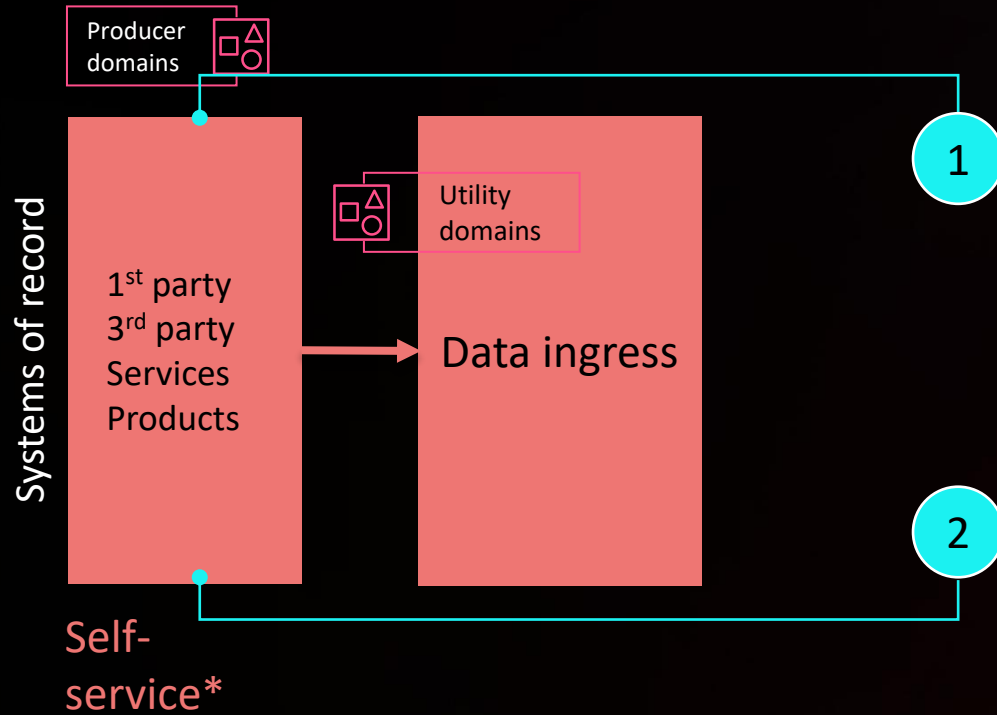 Producer
domains
1
Systems of record
Utility
domains
1st party
3rd party
Services
Products
Data ingress
2
Self-
service*